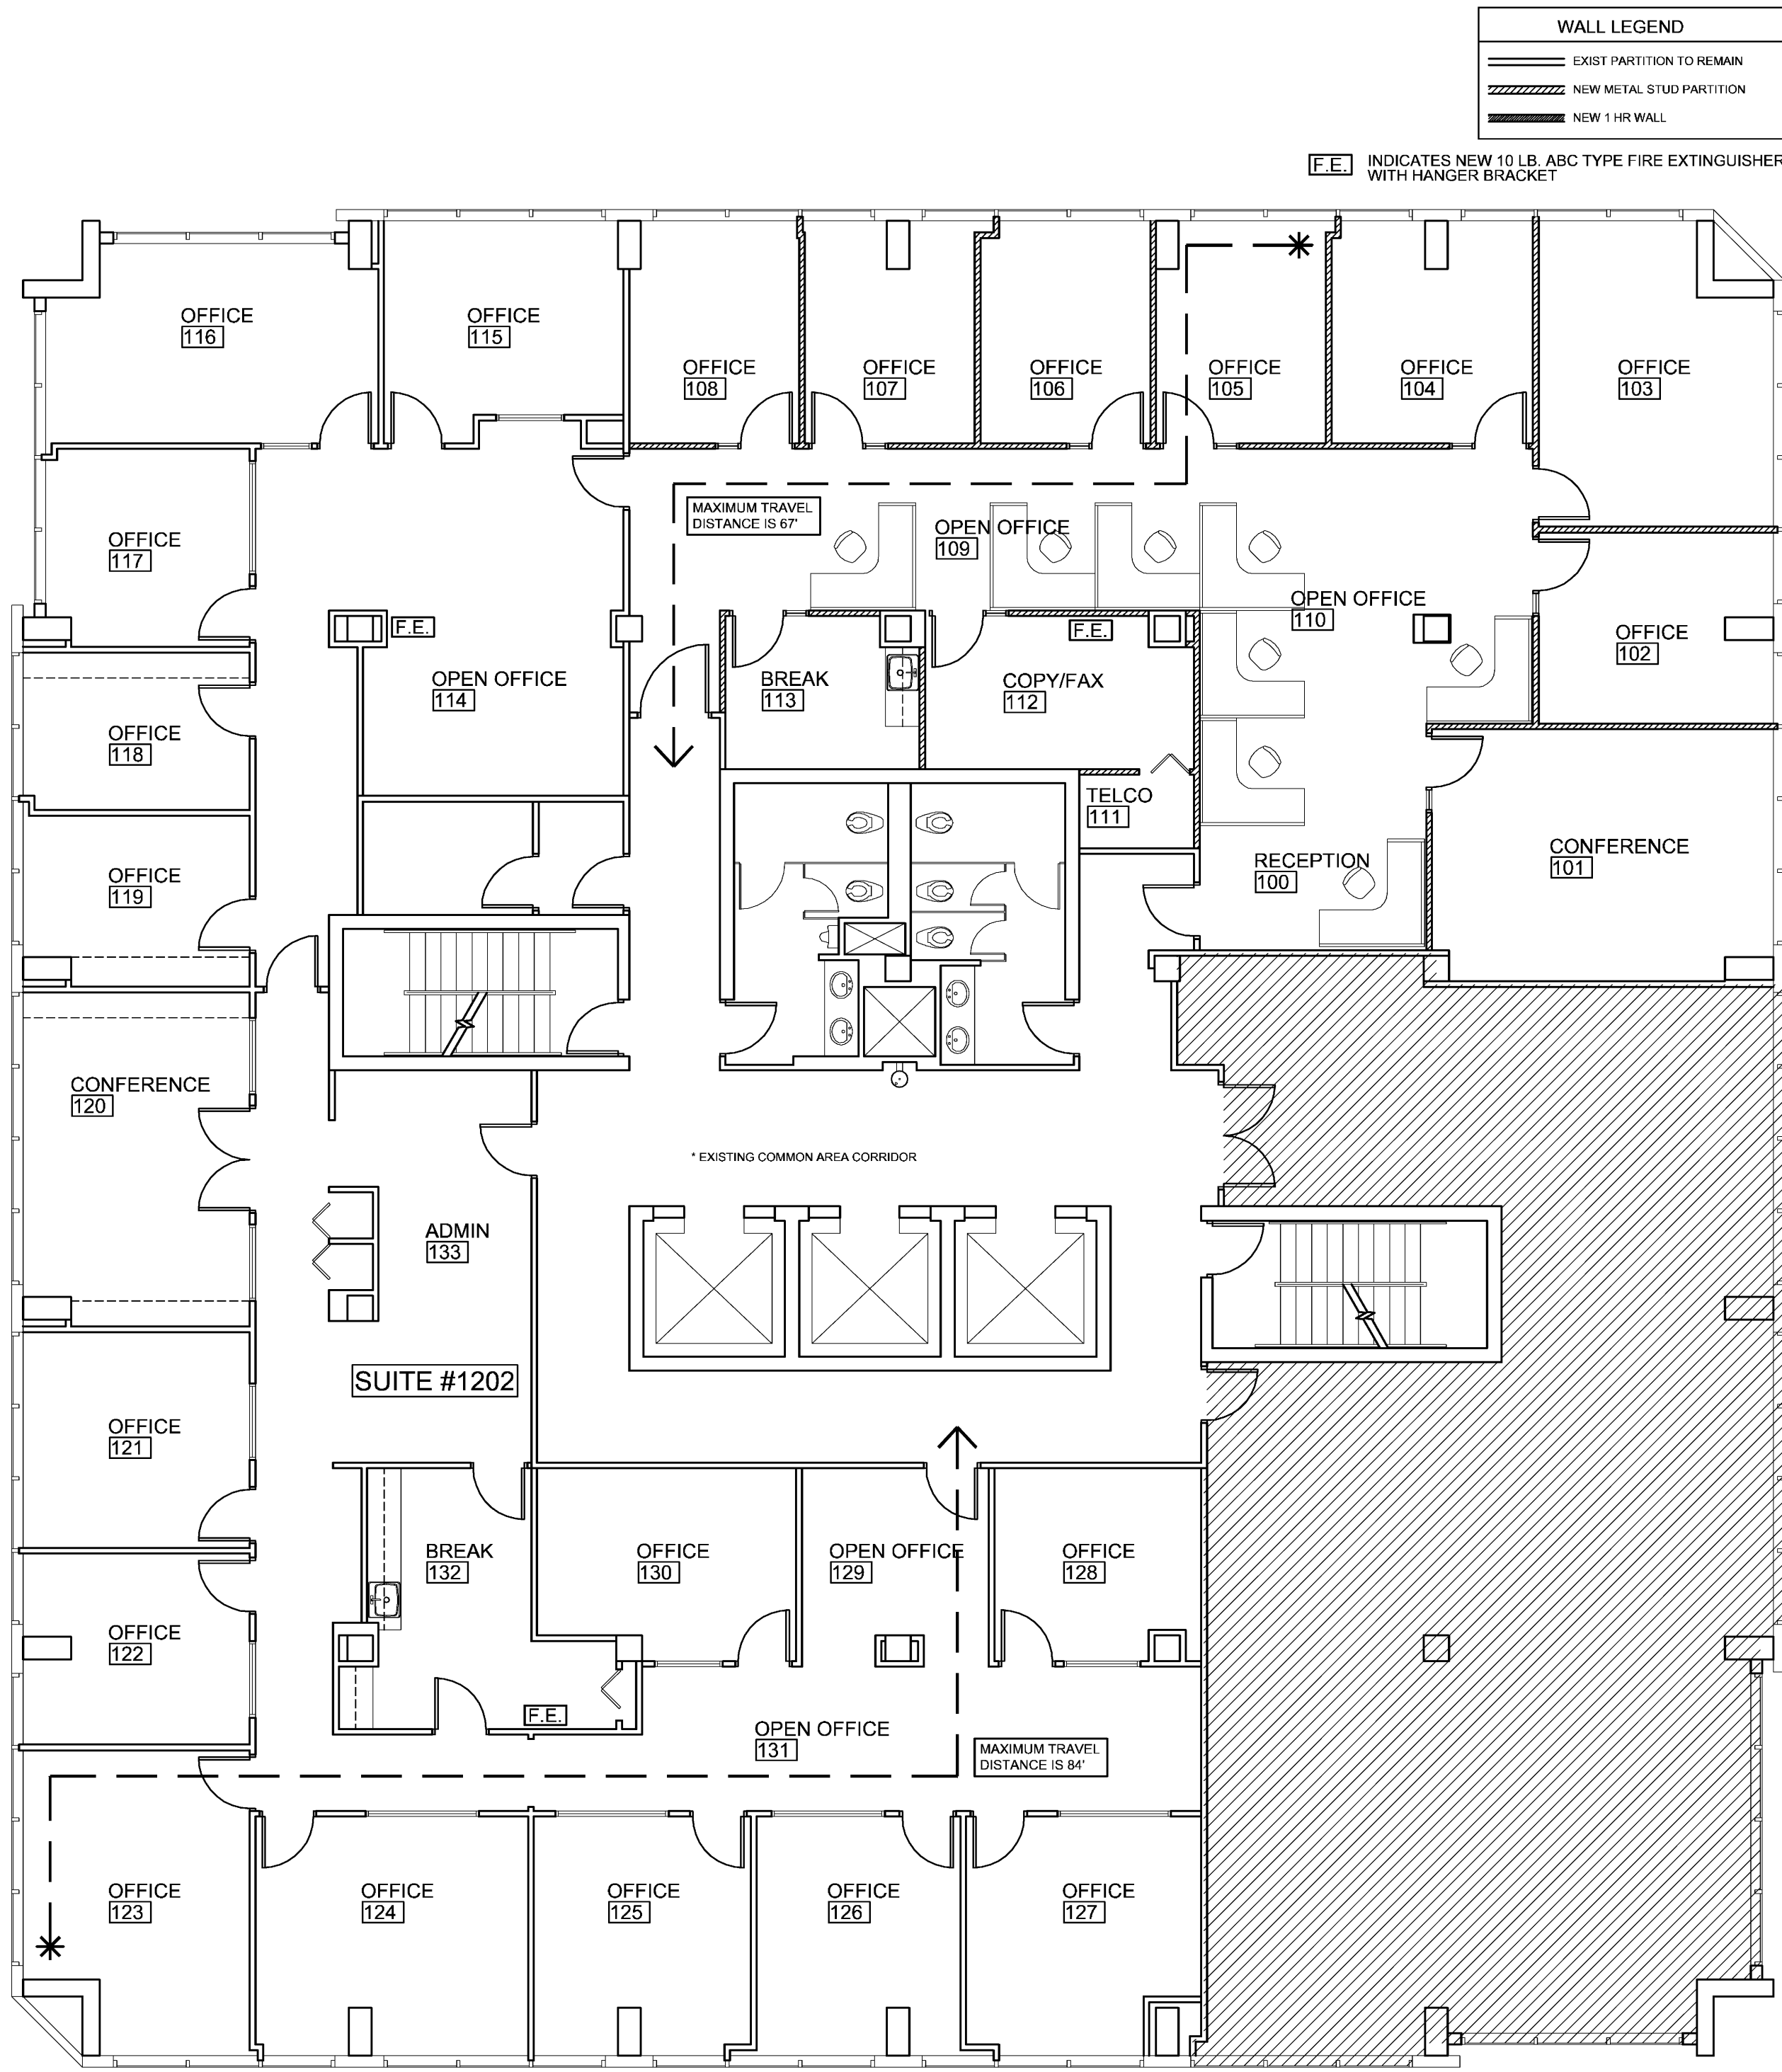 WALL LEGEND
EXIST PARTITION TO REMAIN
NEW METAL STUD PARTITION
NEW 1 HR WALL
F.E.
INDICATES NEW 10 LB. ABC TYPE FIRE EXTINGUISHER
WITH HANGER BRACKET
OFFICE
116
OFFICE
115
OFFICE
108
OFFICE
107
OFFICE
106
OFFICE
105
OFFICE
104
OFFICE
103
MAXIMUM TRAVEL
DISTANCE IS 67'
OPEN OFFICE
109
OFFICE
117
OPEN OFFICE
110
F.E.
F.E.
OFFICE
102
OPEN OFFICE
114
BREAK
113
COPY/FAX
112
OFFICE
118
TELCO
111
OFFICE
119
RECEPTION
100
CONFERENCE
101
CONFERENCE
120
* EXISTING COMMON AREA CORRIDOR
ADMIN
133
SUITE #1202
OFFICE
121
BREAK
132
OFFICE
130
OPEN OFFICE
129
OFFICE
128
OFFICE
122
F.E.
OPEN OFFICE
131
MAXIMUM TRAVEL
DISTANCE IS 84'
OFFICE
123
OFFICE
124
OFFICE
125
OFFICE
126
OFFICE
127